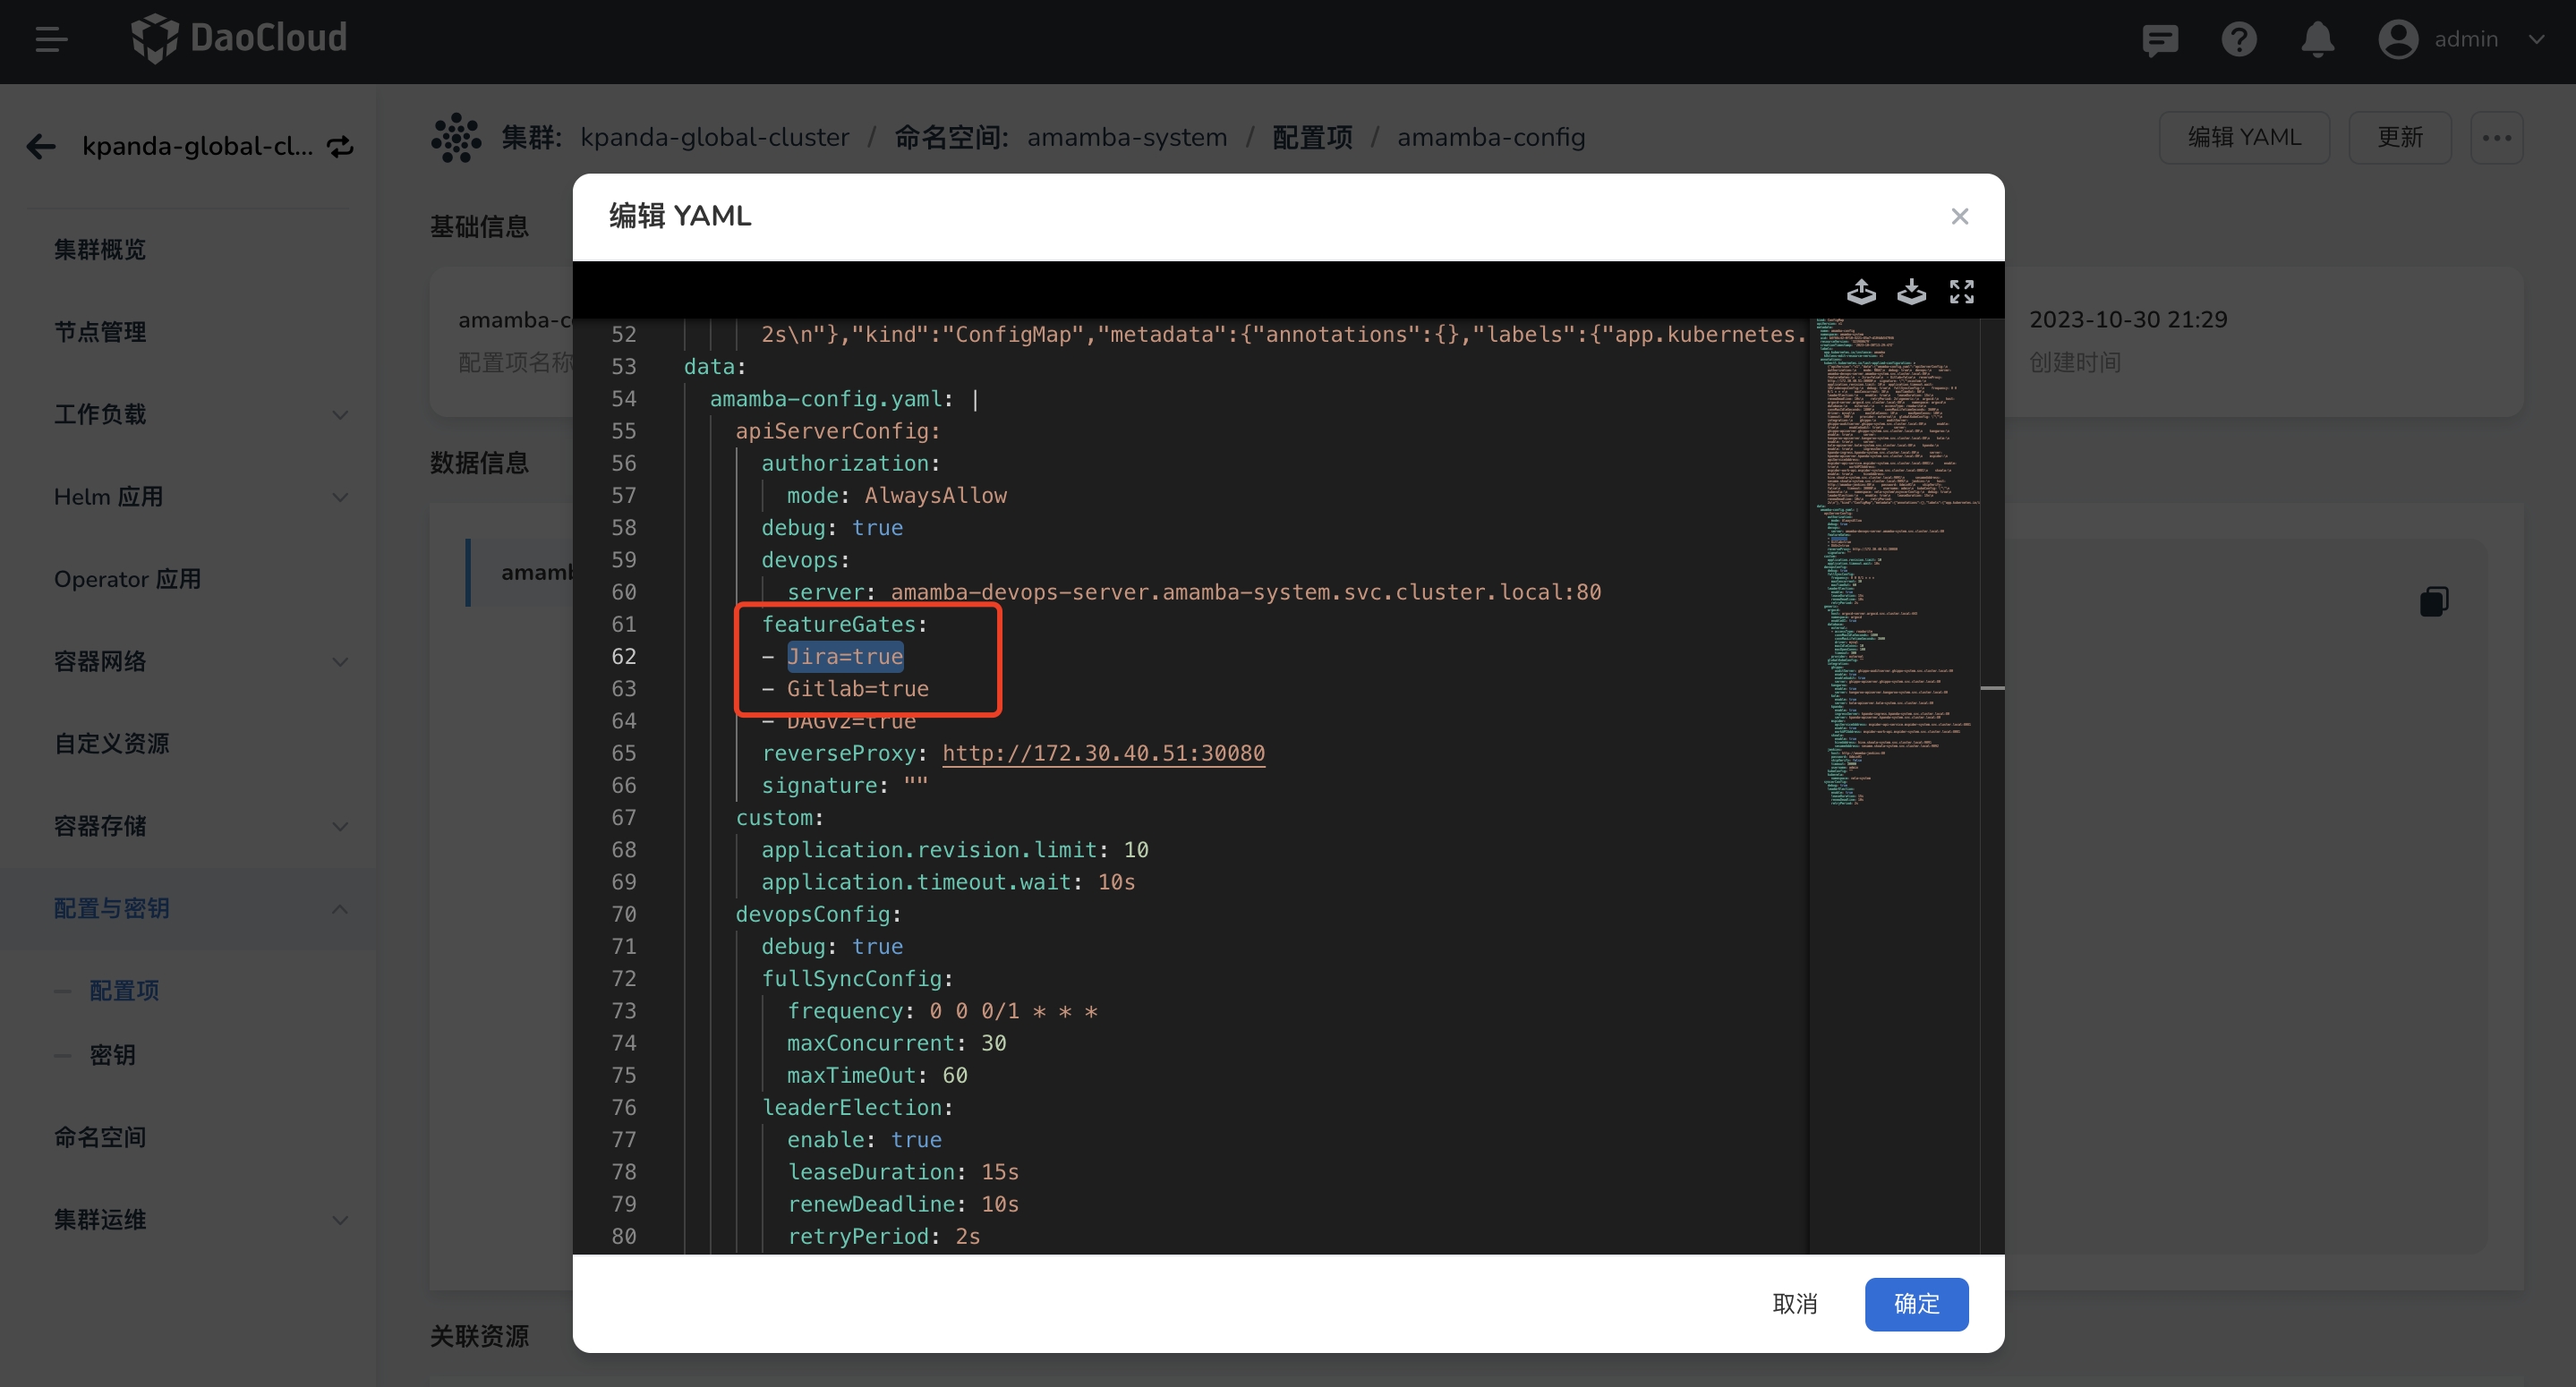 DaoCloud
admin
kpanda-global-cl...
集群: kpanda-global-cluster / 命名空间: amamba-system / 配置项 / amamba-config
编辑 YAML
更新
集群概览
节点管理
工作负载
Helm 应用
Operator 应用
容器网络
自定义资源
容器存储
配置与密钥
配置项
密钥
命名空间
集群运维
基础信息
amamba-c
配置项名称
2023-10-30 21:29
创建时间
数据信息
amamb
关联资源
编辑 YAML
52 2s\n"},"kind":"ConfigMap","metadata":{"annotations":{},"labels":{"app.kubernetes.
53 data:
54 amamba-config.yaml: |
55 apiServerConfig:
56 authorization:
57 mode: AlwaysAllow
58 debug: true
59 devops:
60 server: amamba-devops-server.amamba-system.svc.cluster.local:80
61 featureGates:
62 - Jira=true
63 - Gitlab=true
64 - DAGv2=true
65 reverseProxy: http://172.30.40.51:30080
66 signature: ""
67 custom:
68 application.revision.limit: 10
69 application.timeout.wait: 10s
70 devopsConfig:
71 debug: true
72 fullSyncConfig:
73 frequency: 0 0 0/1 * * *
74 maxConcurrent: 30
75 maxTimeOut: 60
76 leaderElection:
77 enable: true
78 leaseDuration: 15s
79 renewDeadline: 10s
80 retryPeriod: 2s
取消
确定